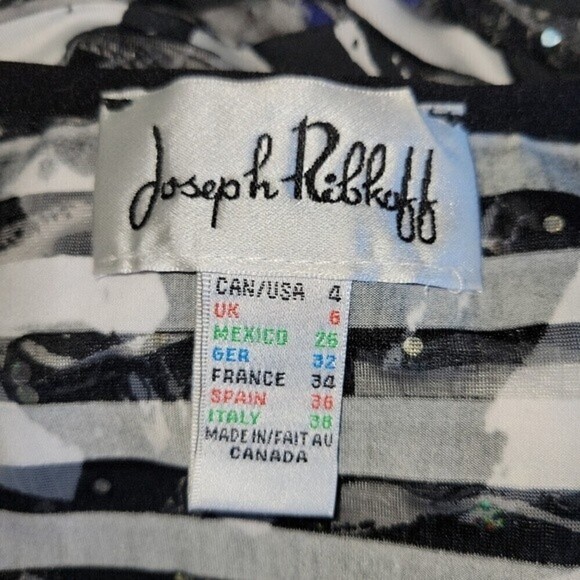 Joseph Ribkoff
CAN/USA 4
UK 6
MEXICO 26
GER 32
FRANCE 34
SPAIN 36
ITALY 38
MADE IN/FAIT AU
CANADA